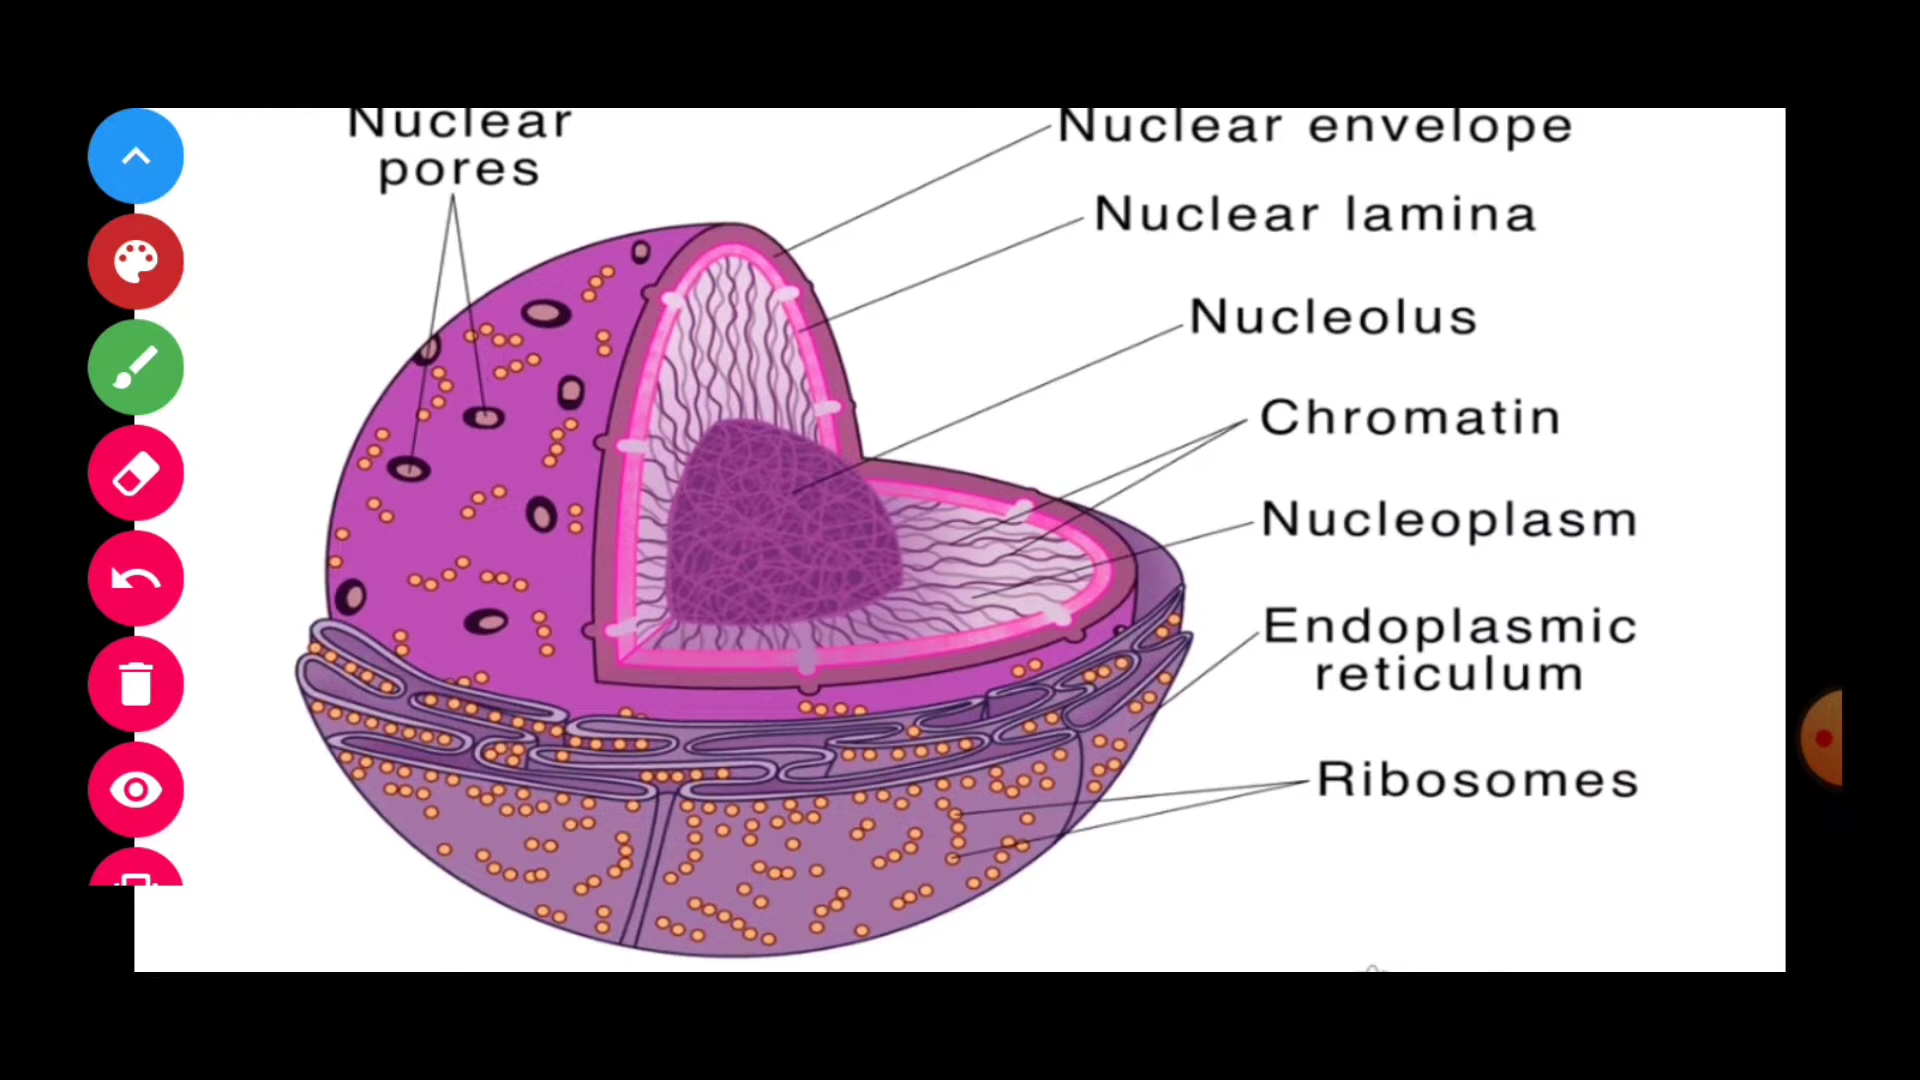 Nuclear
pores
Nuclear envelope
Nuclear lamina
Nucleolus
Chromatin
Nucleoplasm
Endoplasmic
reticulum
Ribosomes